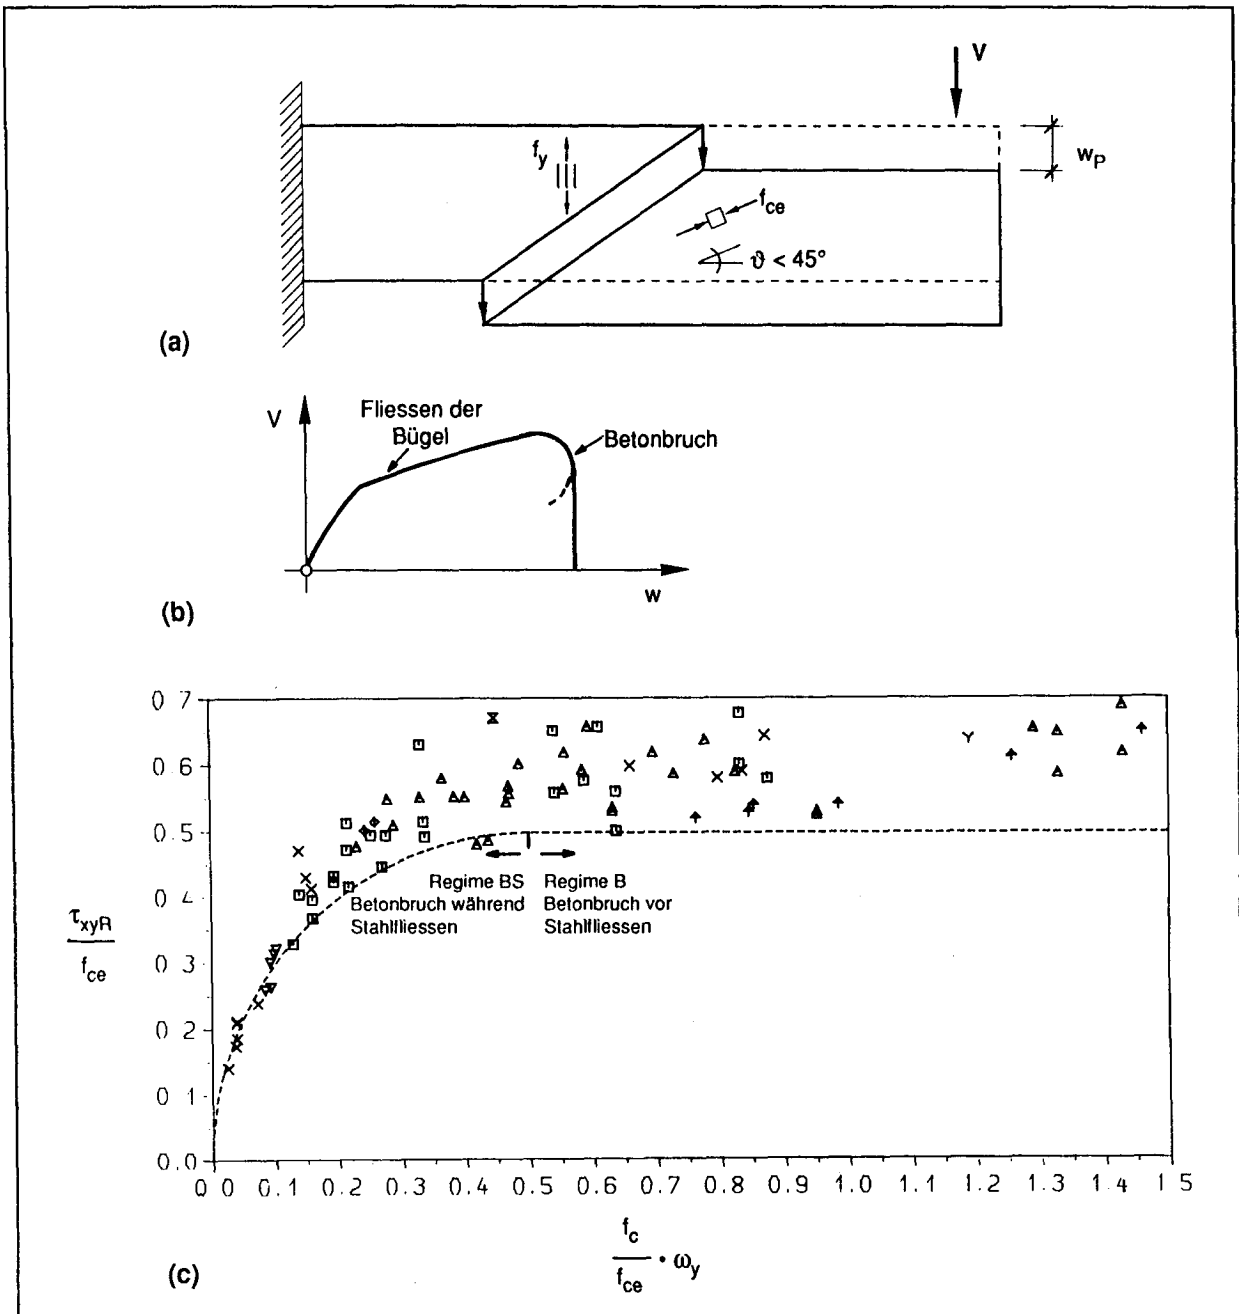 V
f_y
w_P
f_ce
ϑ < 45°
(a)
V
Fliessen der
Bügel
Betonbruch
w
(b)
0.7
0.6
0.5
0.4
0.3
0.2
0.1
0.0
τ_xyR
f_ce
Regime BS
Betonbruch während
Stahlfliessen
Regime B
Betonbruch vor
Stahlfliessen
0.0 0.1 0.2 0.3 0.4 0.5 0.6 0.7 0.8 0.9 1.0 1.1 1.2 1.3 1.4 1.5
f_c
f_ce
· ω_y
(c)